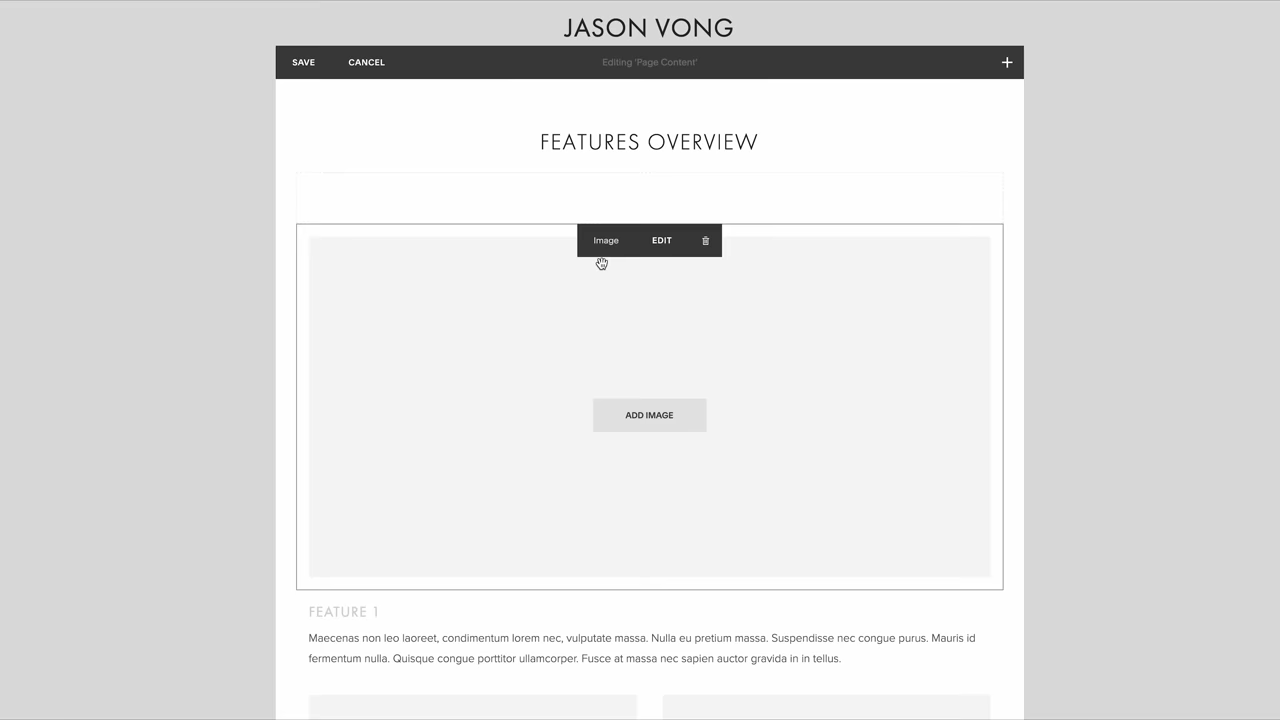 JASON VONG
SAVE CANCEL Editing 'Page Content' +
FEATURES OVERVIEW
Image EDIT
ADD IMAGE
FEATURE 1
Maecenas non leo laoreet, condimentum lorem nec, vulputate massa. Nulla eu pretium massa. Suspendisse nec congue purus. Mauris id
fermentum nulla. Quisque congue porttitor ullamcorper. Fusce at massa nec sapien auctor gravida in in tellus.